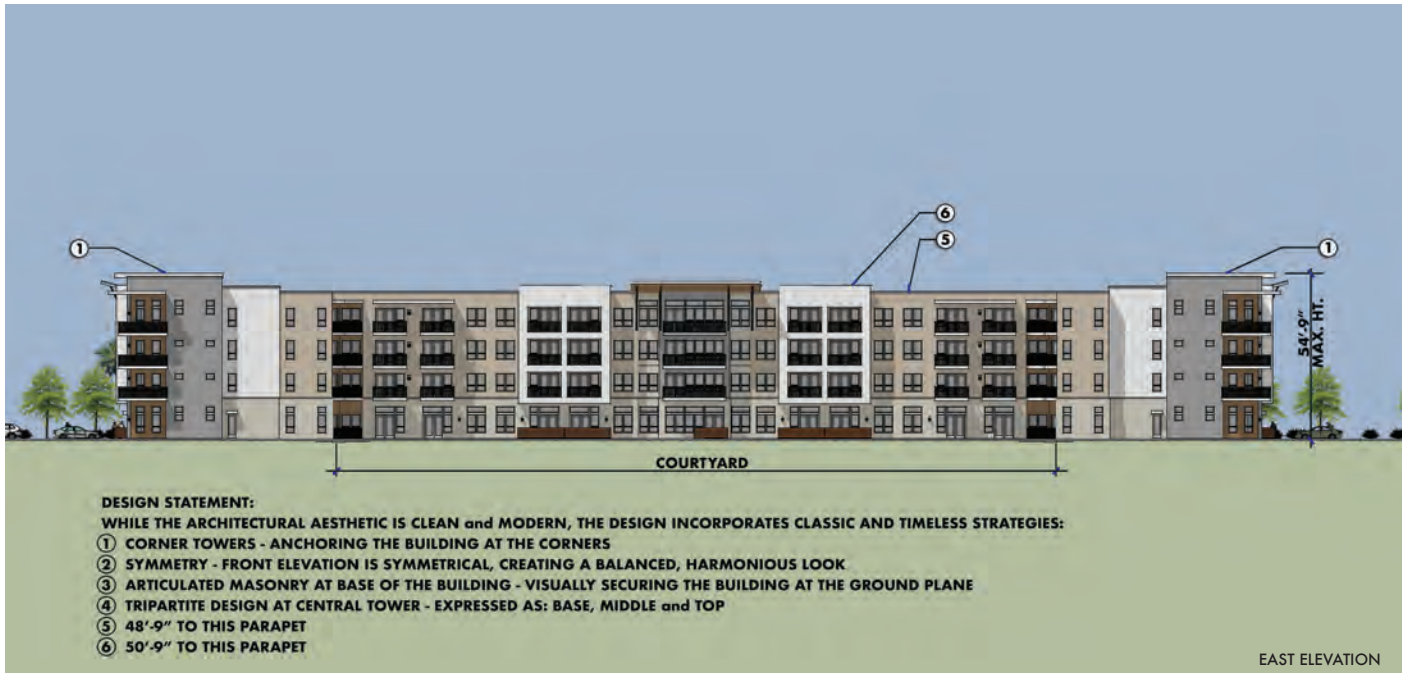 6
5
1
1
54'-9"
MAX. HT.
COURTYARD
DESIGN STATEMENT:
WHILE THE ARCHITECTURAL AESTHETIC IS CLEAN and MODERN, THE DESIGN INCORPORATES CLASSIC AND TIMELESS STRATEGIES:
1 CORNER TOWERS - ANCHORING THE BUILDING AT THE CORNERS
2 SYMMETRY - FRONT ELEVATION IS SYMMETRICAL, CREATING A BALANCED, HARMONIOUS LOOK
3 ARTICULATED MASONRY AT BASE OF THE BUILDING - VISUALLY SECURING THE BUILDING AT THE GROUND PLANE
4 TRIPARTITE DESIGN AT CENTRAL TOWER - EXPRESSED AS: BASE, MIDDLE and TOP
5 48'-9" TO THIS PARAPET
6 50'-9" TO THIS PARAPET
EAST ELEVATION